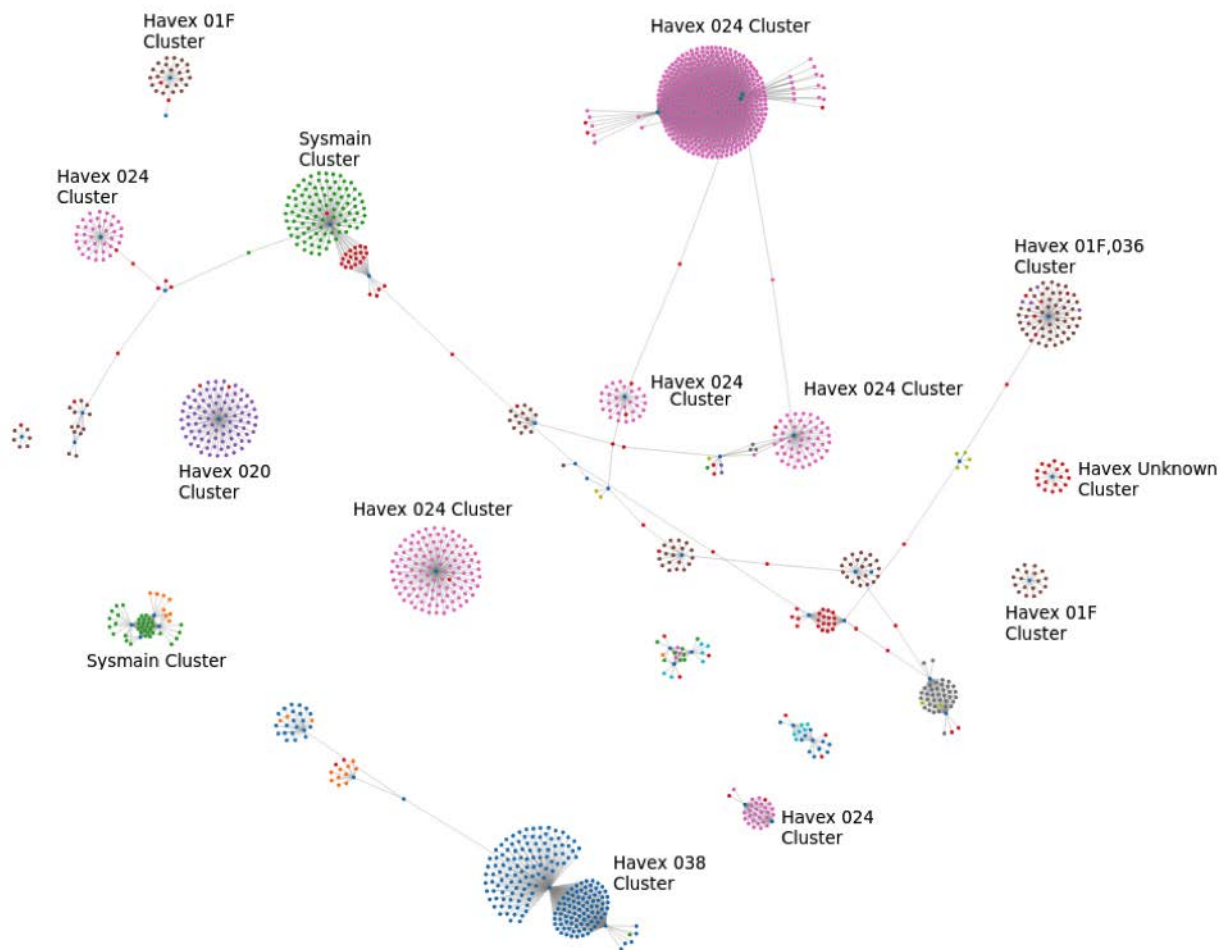 Havex 01F
Cluster
Havex 024 Cluster
Sysmain
Cluster
Havex 024
Cluster
Havex 01F,036
Cluster
Havex 024
Cluster
Havex 024 Cluster
Havex 020
Cluster
Havex Unknown
Cluster
Havex 024 Cluster
Havex 01F
Cluster
Sysmain Cluster
Havex 024
Cluster
Havex 038
Cluster